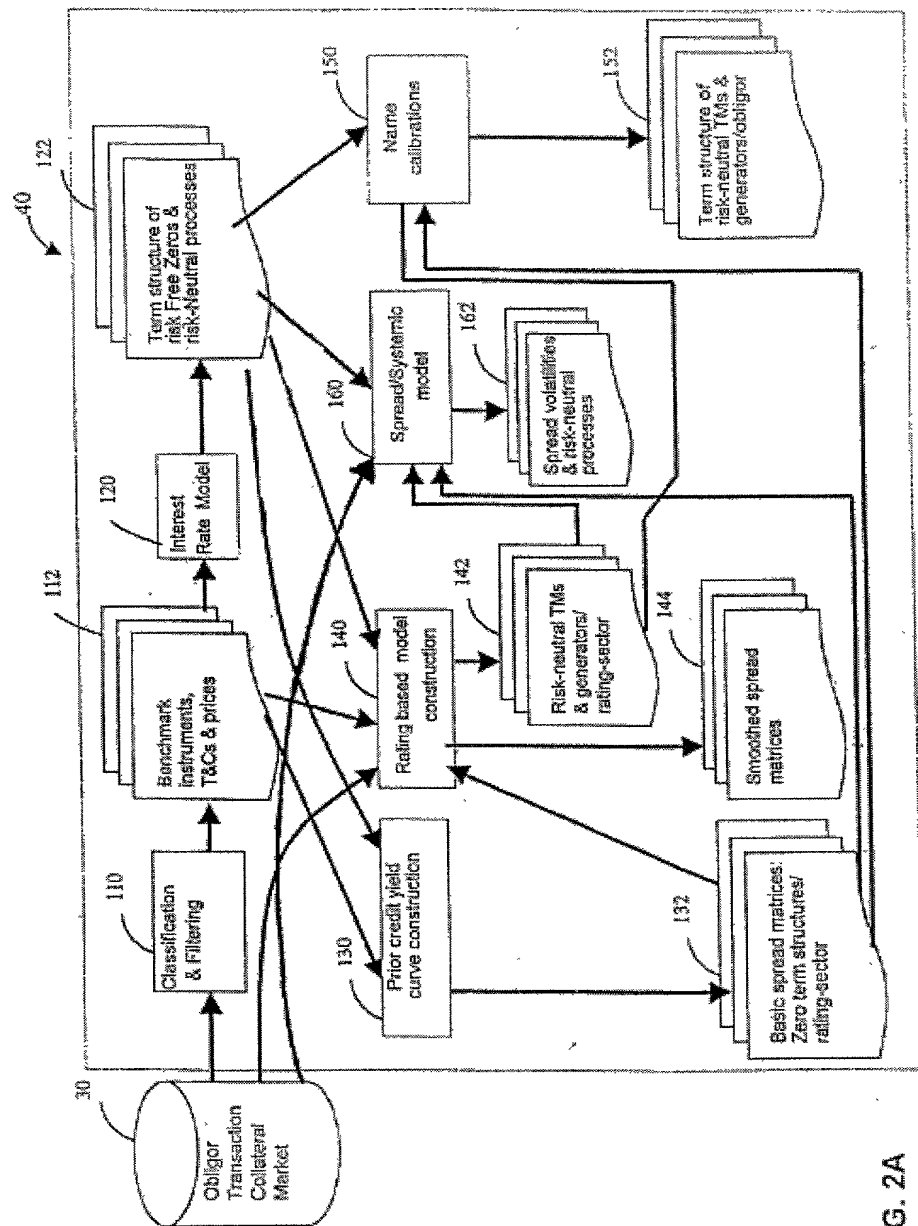 40
30
Obligor
Transaction
Collateral
Market
110
Classification
& Filtering
112
Benchmark
instruments,
T&Cs & prices
120
Interest
Rate Model
122
Term structure of
risk Free Zeros &
risk-Neutral processes
130
Prior credit yield
curve construction
140
Rating based model
construction
160
Spread/Systemic
model
150
Name
calibrations
142
Risk-neutral TMs
& generators/
rating-sector
162
Spread volatilities
& risk-neutral
processes
152
Term structure of
risk-neutral TMs &
generators/obligor
132
Basic spread matrices:
Zero term structures/
rating-sector
144
Smoothed spread
matrices
G. 2A